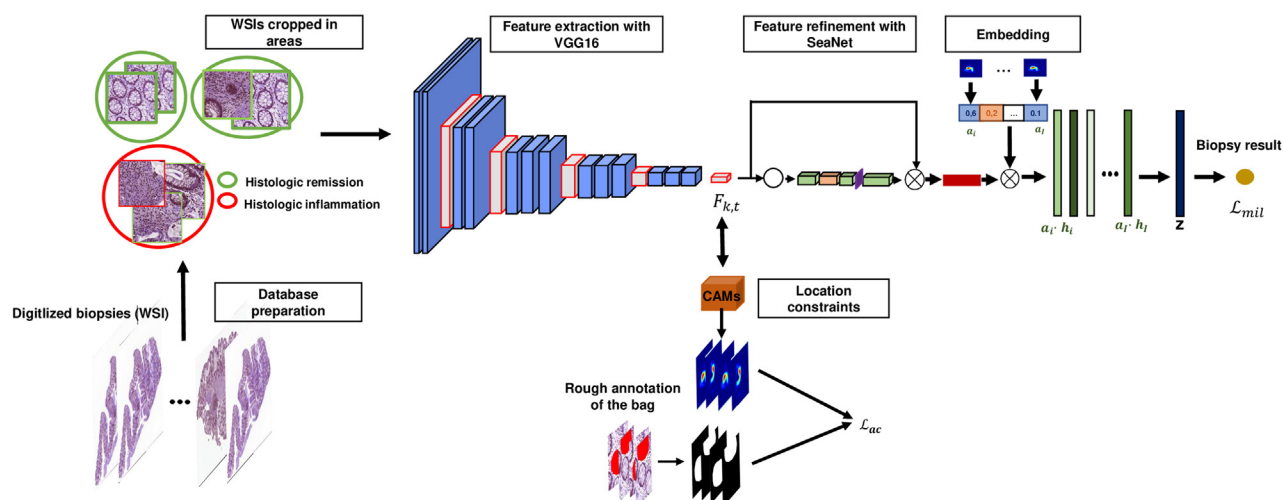 WSIs cropped in
areas
Feature extraction with
VGG16
Feature refinement with
SeaNet
Embedding
...
0,6 0,2 ... 0.1
a_i a_I
Biopsy result
F_{k,t}
a_i · h_i
a_I · h_I
z
ℒ_{mil}
Histologic remission
Histologic inflammation
CAMs
Location
constraints
Database
preparation
Digitlized biopsies (WSI)
Rough annotation
of the bag
ℒ_{ac}